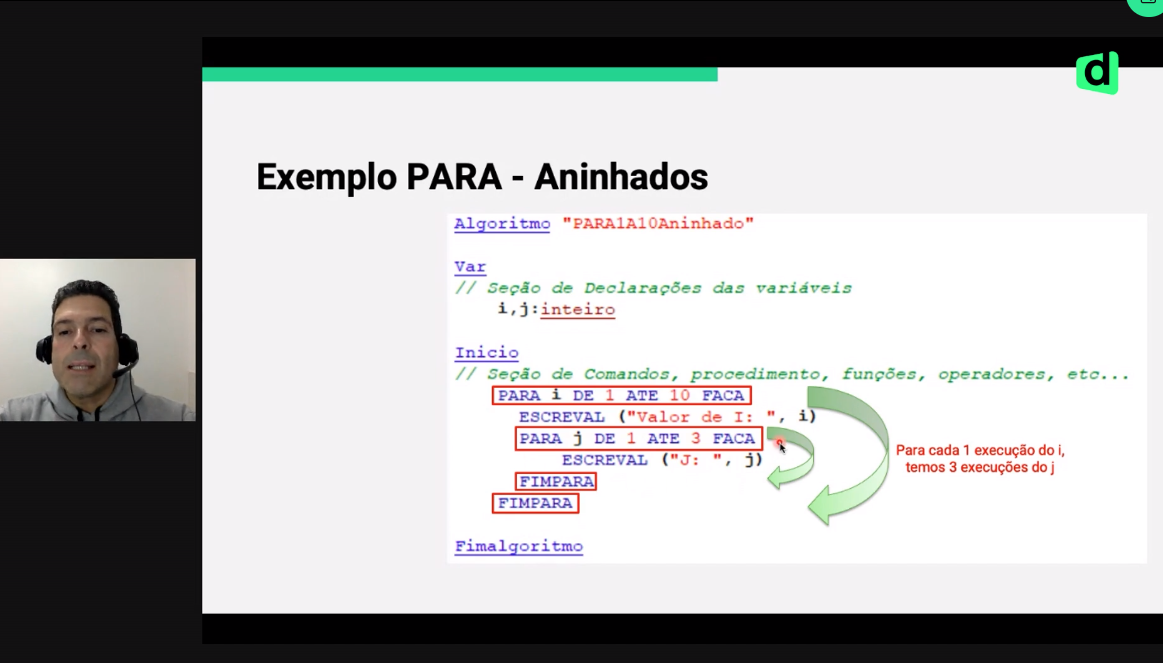 d
Exemplo PARA - Aninhados
Algoritmo "PARA1A10Aninhado"
Var
// Seção de Declarações das variáveis
i,j:inteiro
Inicio
// Seção de Comandos, procedimento, funções, operadores, etc...
PARA i DE 1 ATE 10 FACA
ESCREVAL ("Valor de I: ", i)
PARA j DE 1 ATE 3 FACA
ESCREVAL ("J: ", j)
FIMPARA
FIMPARA
Fimalgoritmo
Para cada 1 execução do i,
temos 3 execuções do j